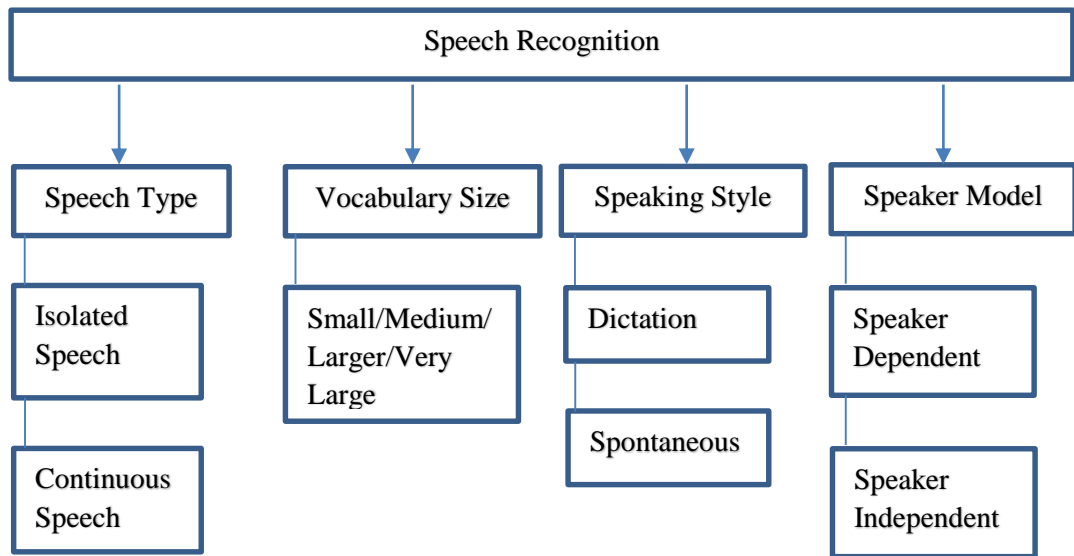 Speech Recognition
Speech Type
Vocabulary Size
Speaking Style
Speaker Model
Isolated
Speech
Small/Medium/
Larger/Very
Large
Dictation
Speaker
Dependent
Continuous
Speech
Spontaneous
Speaker
Independent